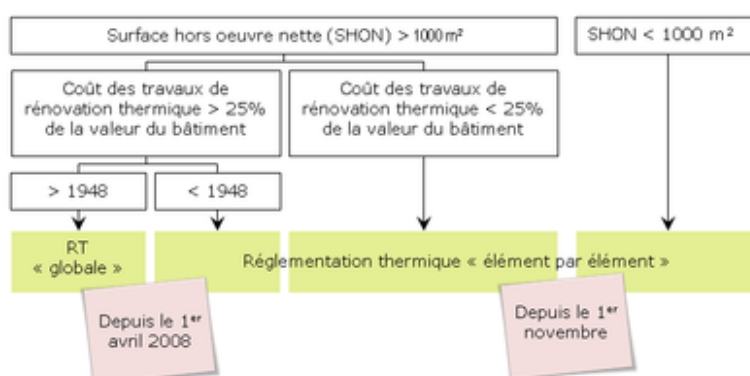 Surface hors oeuvre nette (SHON) > 1000 m²
SHON < 1000 m²
Coût des travaux de
rénovation thermique > 25%
de la valeur du bâtiment
Coût des travaux de
rénovation thermique < 25%
de la valeur du bâtiment
> 1948
< 1948
RT
« globale »
Réglementation thermique « élément par élément »
Depuis le 1er
avril 2008
Depuis le 1er
novembre